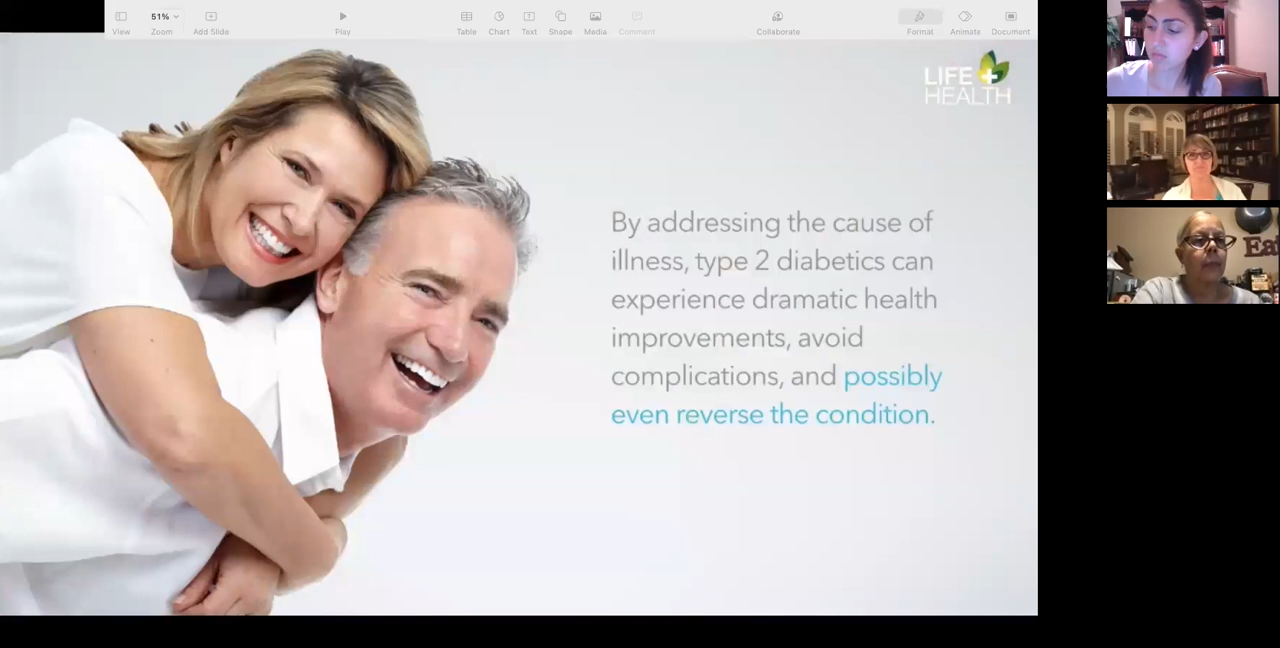 51%
View
Zoom
Add Slide
Play
Table
Chart
Text
Shape
Media
Comment
Collaborate
Format
Animate
Document
LIFE
HEALTH
By addressing the cause of
illness, type 2 diabetics can
experience dramatic health
improvements, avoid
complications, and possibly
even reverse the condition.
Ea